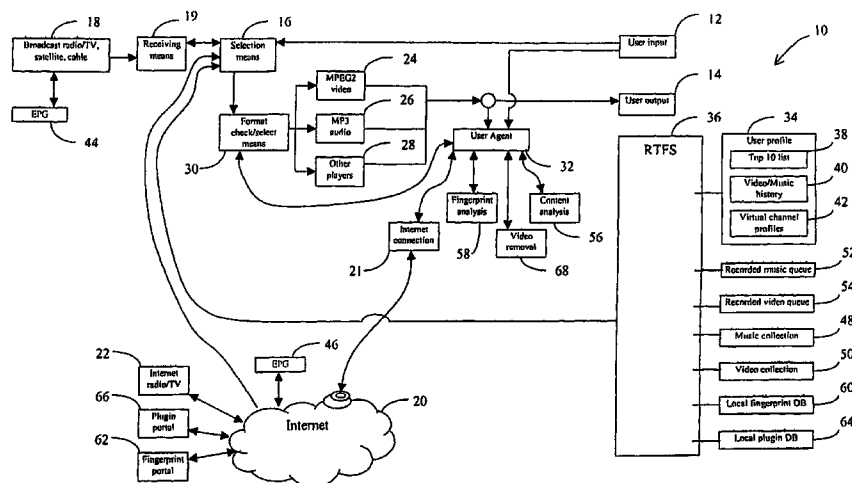 18
19
16
12
10
Broadcast radio/TV,
satellite, cable
Receiving
means
Selection
means
User input
24
MPEG2
video
14
User output
EPG
44
26
MP3
audio
36
34
Format
check/select
means
User Agent
RTFS
User profile
38
Top 10 list
30
28
Other
players
32
40
Video/Music
history
42
Virtual channel
profiles
Fingerprint
analysis
Content
analysis
Internet
connection
58
56
Video
removal
21
68
52
Recorded music queue
54
Recorded video queue
48
Music collection
22
EPG
46
50
Internet
radio/TV
20
Video collection
66
60
Plugin
portal
Internet
Local fingerprint DB
62
64
Fingerprint
portal
Local plugin DB